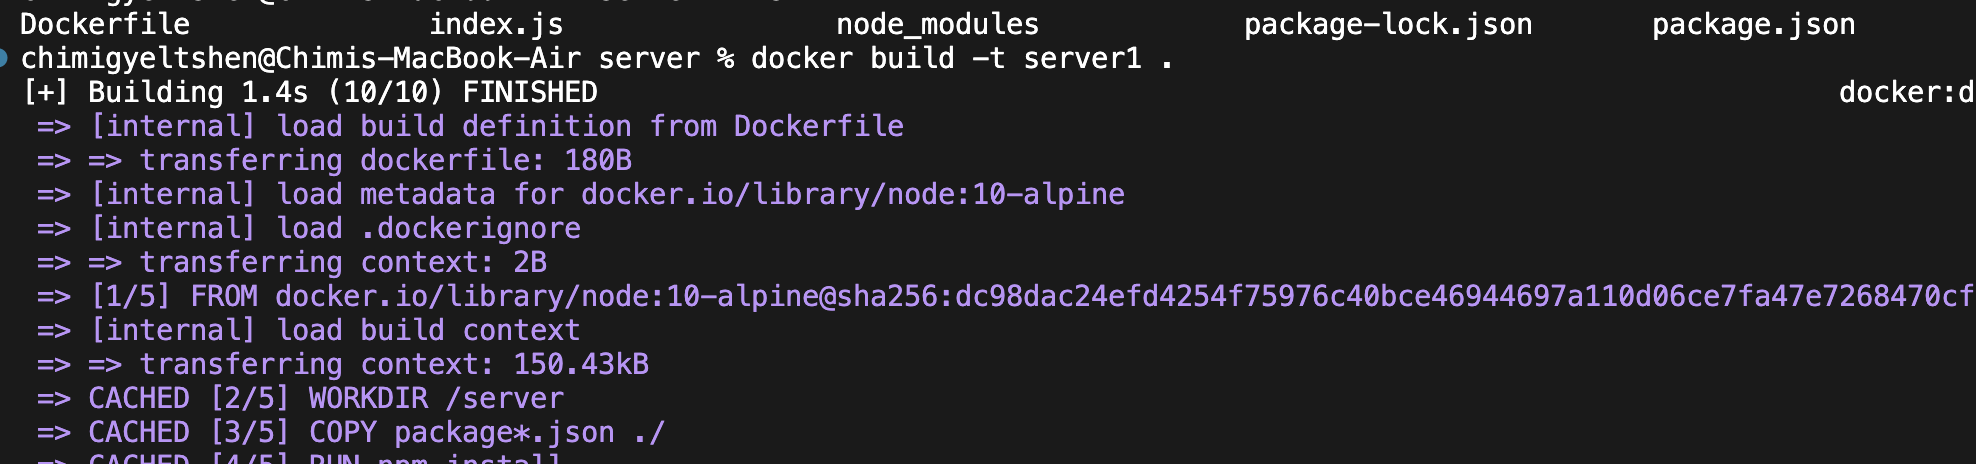 Dockerfile index.js node_modules package-lock.json package.json
chimigyeltshen@Chimis-MacBook-Air server % docker build -t server1 .
[+] Building 1.4s (10/10) FINISHED docker:d
=> [internal] load build definition from Dockerfile
=> => transferring dockerfile: 180B
=> [internal] load metadata for docker.io/library/node:10-alpine
=> [internal] load .dockerignore
=> => transferring context: 2B
=> [1/5] FROM docker.io/library/node:10-alpine@sha256:dc98dac24efd4254f75976c40bce46944697a110d06ce7fa47e7268470cf
=> [internal] load build context
=> => transferring context: 150.43kB
=> CACHED [2/5] WORKDIR /server
=> CACHED [3/5] COPY package*.json ./
=> CACHED [4/5] RUN npm install